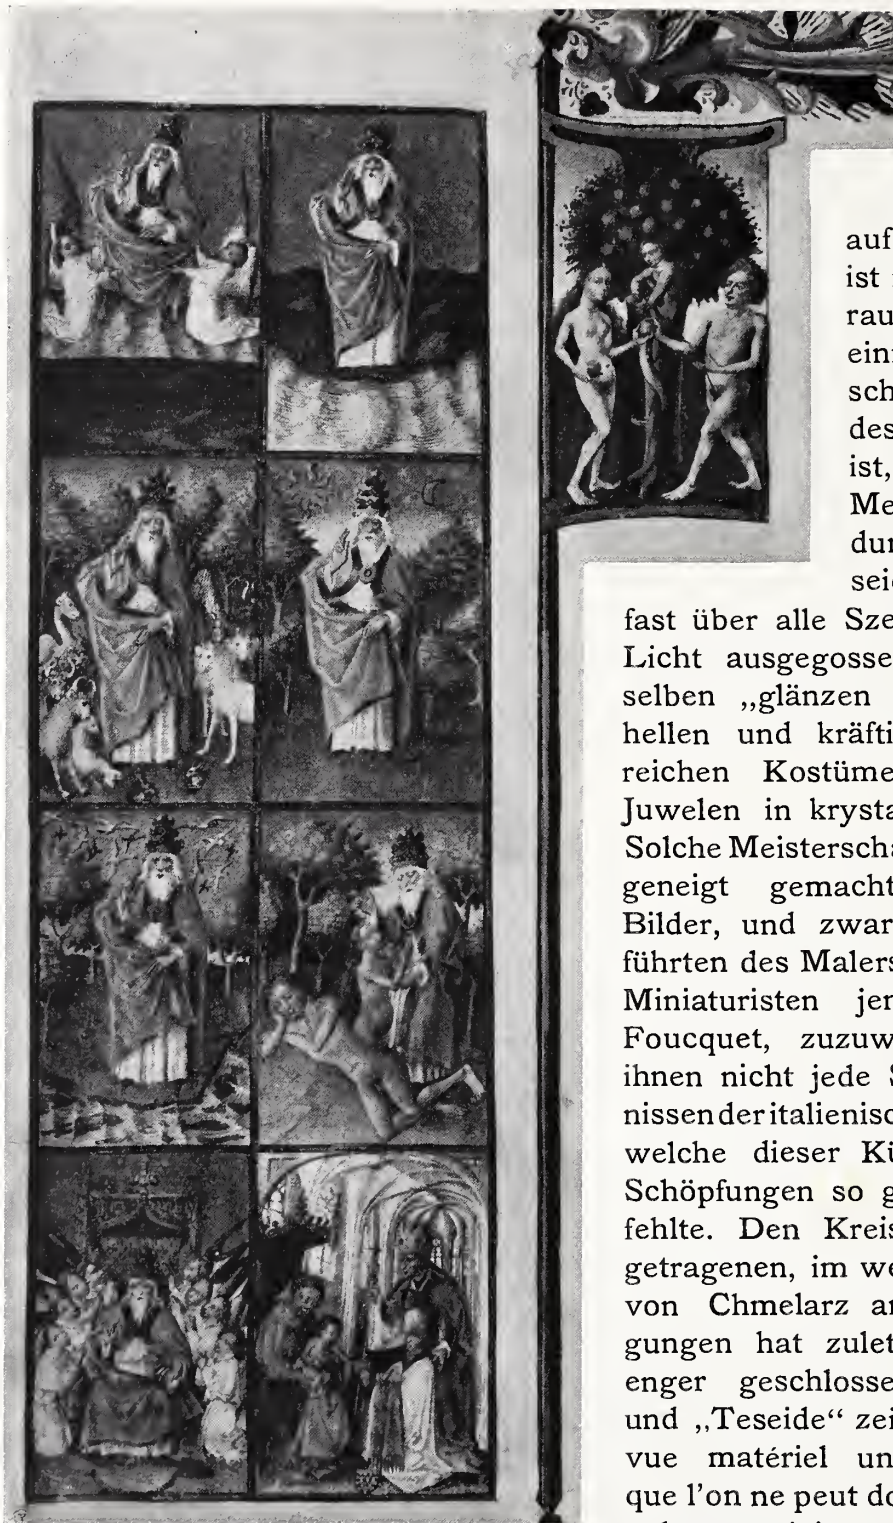 auf
ist
rau
ein
sch
des
ist,
Me
dur
sei
fast über alle Sze
Licht ausgegosse
selben „glänzen
hellen und kräfti
reichen Kostüme
Juwelen in krysta
Solche Meisterscha
geneigt gemacht
Bilder, und zwar
führten des Malers
Miniaturisten jer
Foucquet, zuzuw
ihnen nicht jede S
nissen der italienisc
welche dieser Kü
Schöpfungen so g
fehlte. Den Kreis
getragenen, im we
von Chmelarz ar
gungen hat zulet
enger geschlosse
und „Teseide“ zei
vue matériel un
que l'on ne peut do